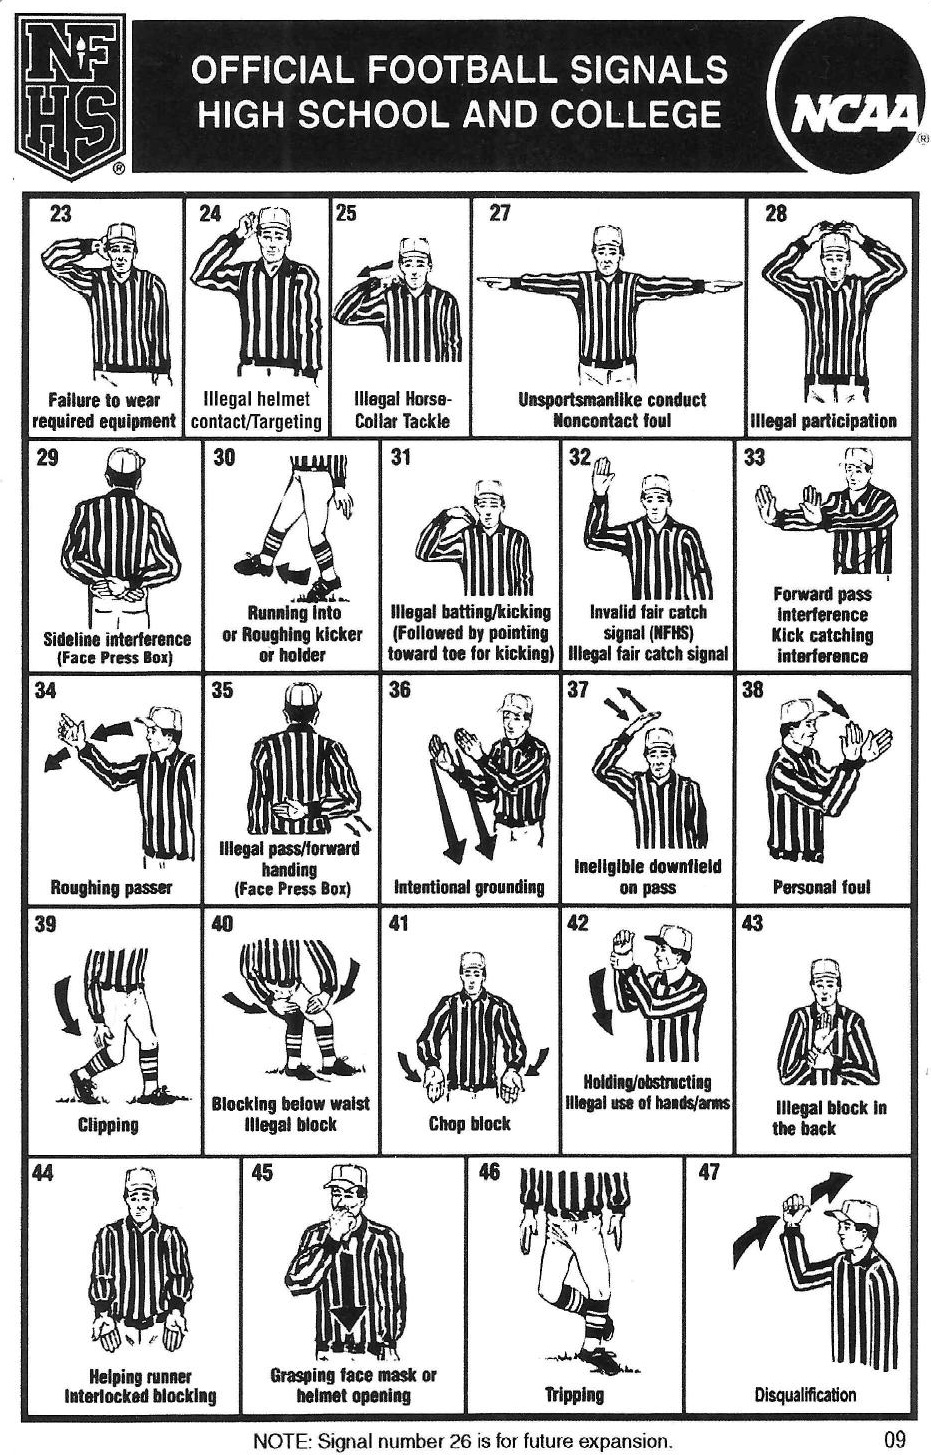 NF
HS
®
OFFICIAL FOOTBALL SIGNALS
HIGH SCHOOL AND COLLEGE
NCAA
®
23
Failure to wear
required equipment
24
Illegal helmet
contact/Targeting
25
Illegal Horse-
Collar Tackle
27
Unsportsmanlike conduct
Noncontact foul
28
Illegal participation
29
Sideline interference
(Face Press Box)
30
Running into
or Roughing kicker
or holder
31
Illegal batting/kicking
(Followed by pointing
toward toe for kicking)
32
Invalid fair catch
signal (NFHS)
Illegal fair catch signal
33
Forward pass
interference
Kick catching
interference
34
Roughing passer
35
Illegal pass/forward
handing
(Face Press Box)
36
Intentional grounding
37
Ineligible downfield
on pass
38
Personal foul
39
Clipping
40
Blocking below waist
Illegal block
41
Chop block
42
Holding/obstructing
Illegal use of hands/arms
43
Illegal block in
the back
44
Helping runner
Interlocked blocking
45
Grasping face mask or
helmet opening
46
Tripping
47
Disqualification
NOTE: Signal number 26 is for future expansion.
09